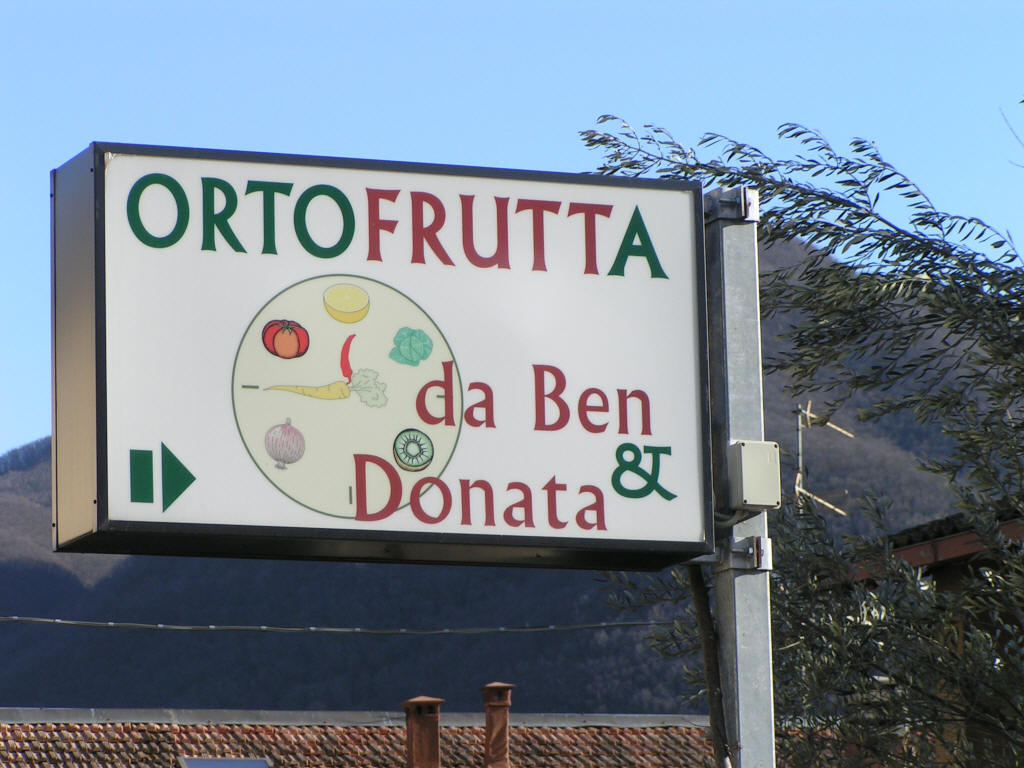 ORTOFRUTTA
da Ben
& Donata